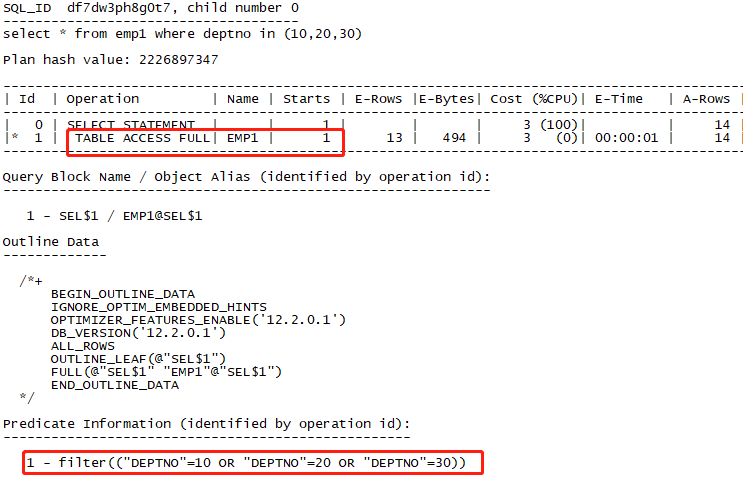 SQL_ID  df7dw3ph8g0t7, child number 0
-------------------------------------
select * from emp1 where deptno in (10,20,30)
Plan hash value: 2226897347
---------------------------------------------------------------------------------------------
| Id  | Operation         | Name | Starts | E-Rows |E-Bytes| Cost (%CPU)| E-Time   | A-Rows |
---------------------------------------------------------------------------------------------
|   0 | SELECT STATEMENT  |      |      1 |        |       |     3 (100)|          |     14 |
|*  1 |  TABLE ACCESS FULL| EMP1 |      1 |     13 |   494 |     3   (0)| 00:00:01 |     14 |
---------------------------------------------------------------------------------------------
Query Block Name / Object Alias (identified by operation id):
-------------------------------------------------------------
   1 - SEL$1 / EMP1@SEL$1
Outline Data
-------------
  /*+
      BEGIN_OUTLINE_DATA
      IGNORE_OPTIM_EMBEDDED_HINTS
      OPTIMIZER_FEATURES_ENABLE('12.2.0.1')
      DB_VERSION('12.2.0.1')
      ALL_ROWS
      OUTLINE_LEAF(@"SEL$1")
      FULL(@"SEL$1" "EMP1"@"SEL$1")
      END_OUTLINE_DATA
  */
Predicate Information (identified by operation id):
---------------------------------------------------
   1 - filter(("DEPTNO"=10 OR "DEPTNO"=20 OR "DEPTNO"=30))